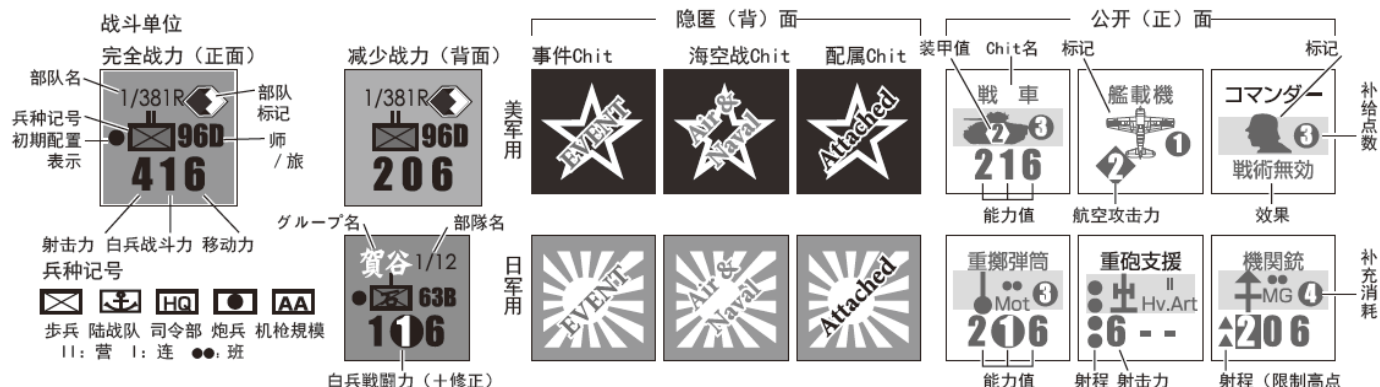 战斗单位
完全战力（正面）
部队名
1/381R
部队
标记
兵种记号
初期配置
表示
96D
师
/旅
416
射击力 白兵战斗力 移动力
兵种记号
HQ
AA
步兵 陆战队 司令部 炮兵 机枪規模
II: 营 I: 连 ●●: 班
减少战力（背面）
1/381R
96D
206
グループ名
部隊名
賀谷 1/12
63B
1 1 6
白兵戦闘力（＋修正）
隐匿（背）面
事件Chit 海空战Chit 配属Chit
美军用
EVENT
Air & Naval
Attached
日军用
EVENT
Air & Naval
Attached
公开（正）面
装甲值 Chit名 标记 标记
戦車
2 3
216
能力值
艦載機
1
2
航空攻击力
コマンダー
3
戦術無効
效果
补给点数
重擲弾筒
●●
Mot 3
2 1 6
能力值
重砲支援
II
Hv.Art
6 - -
射程 射击力
機関銃
●●
MG 4
206
射程（限制高点
补充消耗